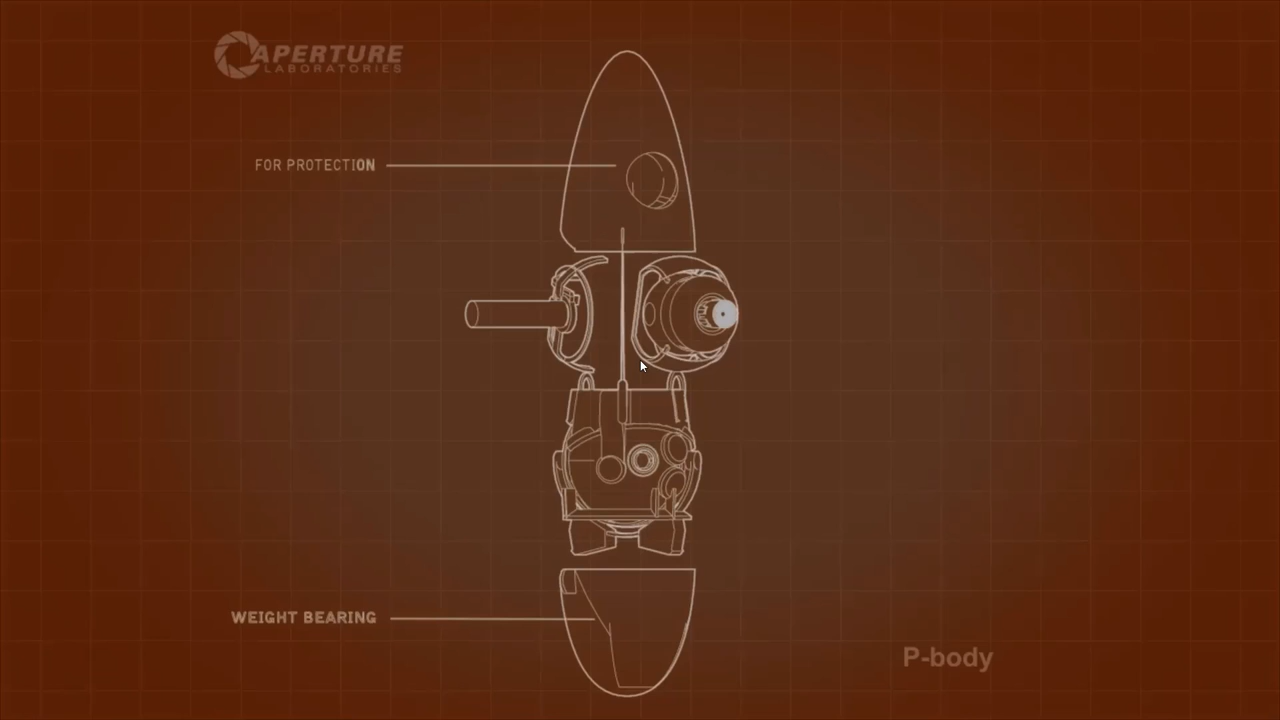 APERTURE
LABORATORIES
FOR PROTECTION
WEIGHT BEARING
P-body